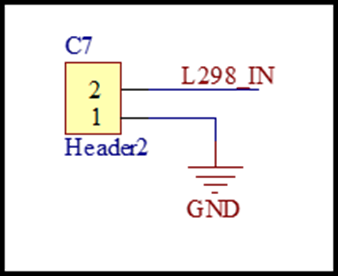 C7
L298_IN
2
1
Header2
GND